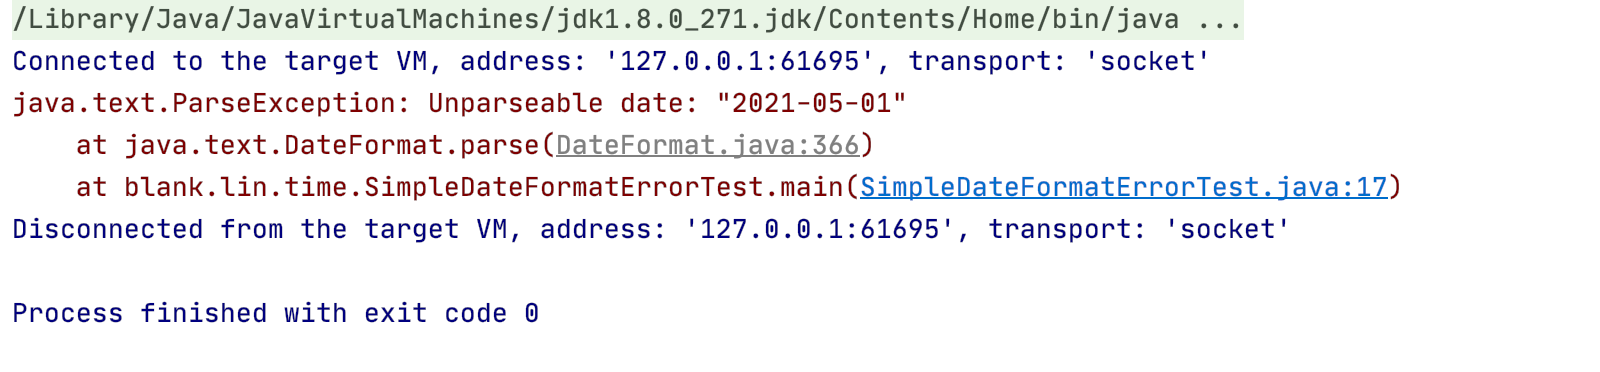 /Library/Java/JavaVirtualMachines/jdk1.8.0_271.jdk/Contents/Home/bin/java ...
Connected to the target VM, address: '127.0.0.1:61695', transport: 'socket'
java.text.ParseException: Unparseable date: "2021-05-01"
    at java.text.DateFormat.parse(DateFormat.java:366)
    at blank.lin.time.SimpleDateFormatErrorTest.main(SimpleDateFormatErrorTest.java:17)
Disconnected from the target VM, address: '127.0.0.1:61695', transport: 'socket'
Process finished with exit code 0